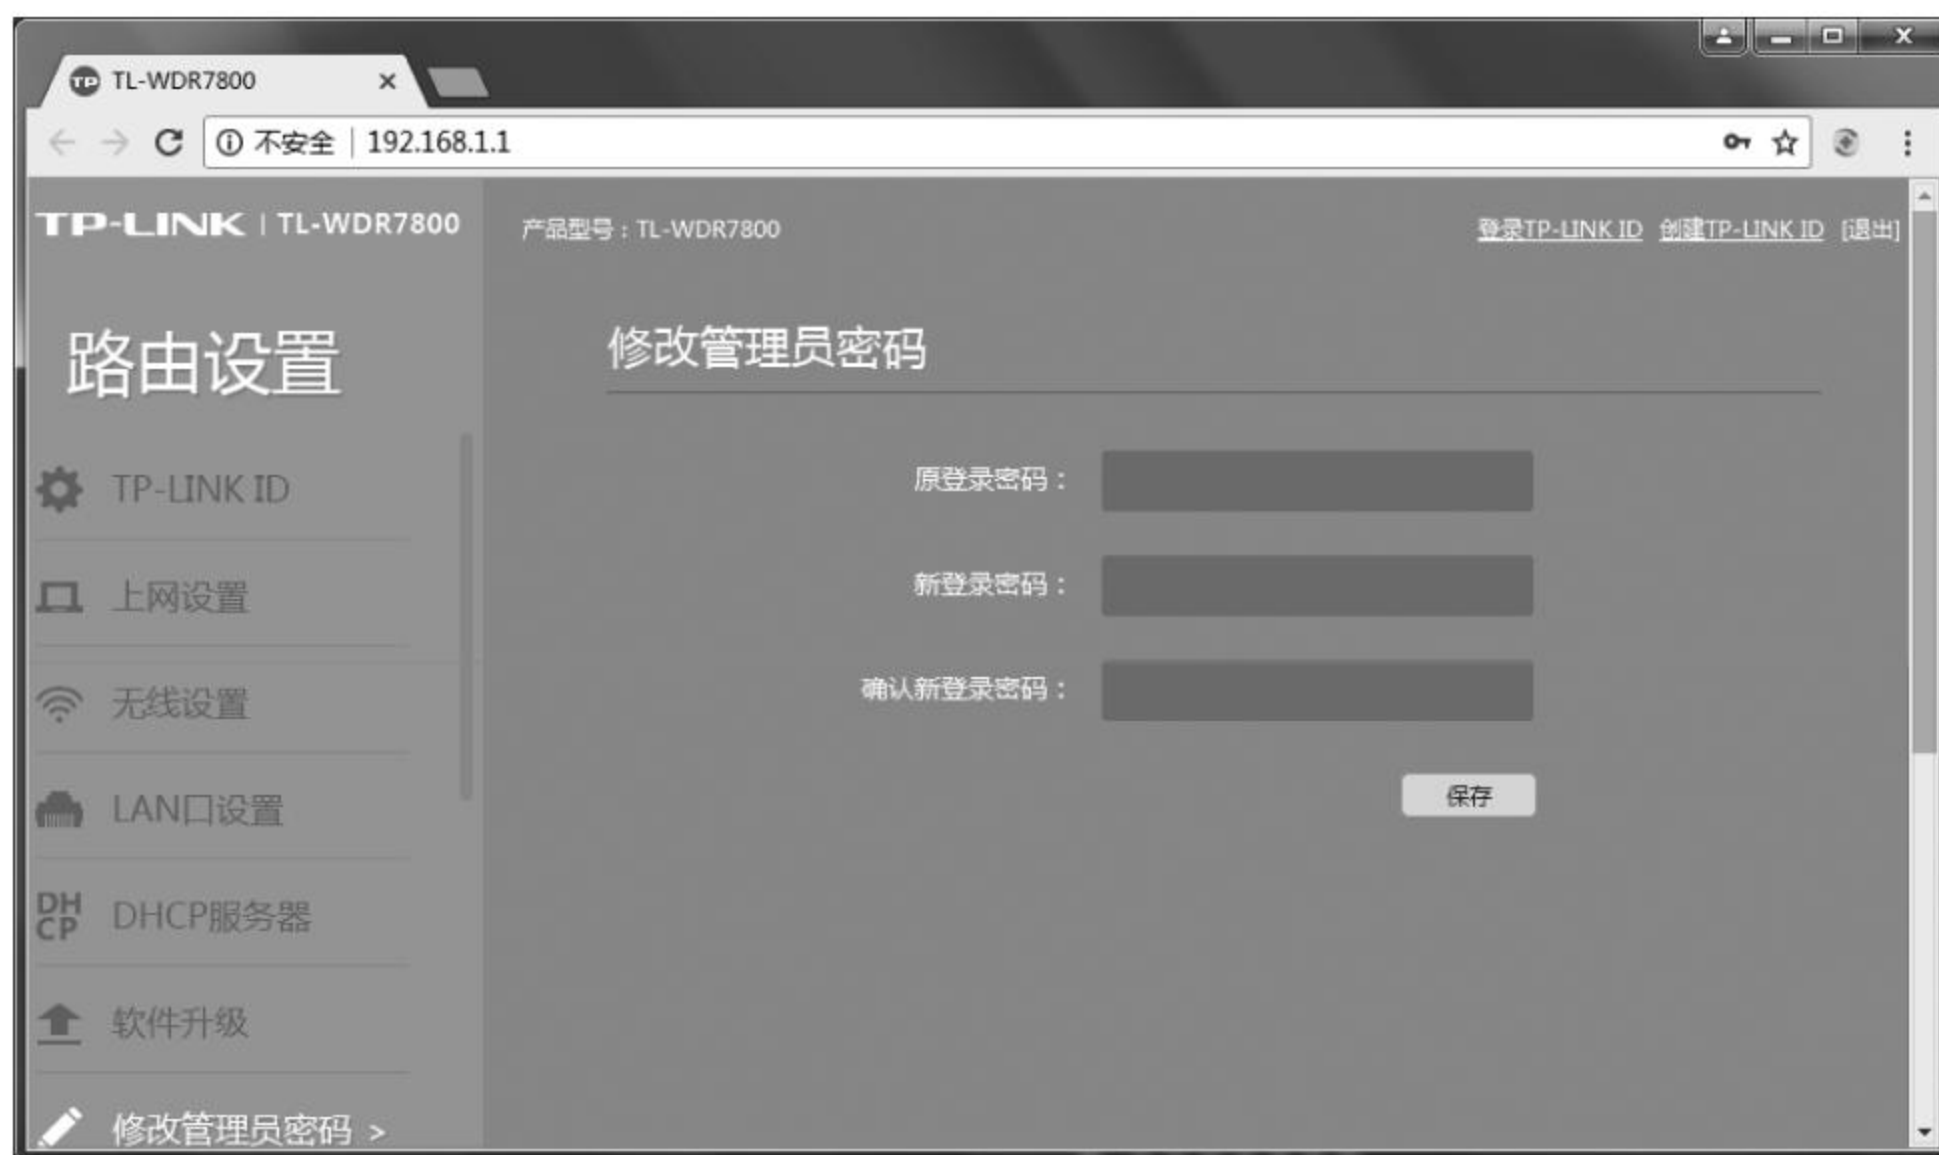 TP TL-WDR7800
不安全 | 192.168.1.1
TP-LINK | TL-WDR7800
产品型号：TL-WDR7800
登录TP-LINK ID 创建TP-LINK ID [退出]
路由设置
TP-LINK ID
上网设置
无线设置
LAN口设置
DH
CP
DHCP服务器
软件升级
修改管理员密码 >
修改管理员密码
原登录密码：
新登录密码：
确认新登录密码：
保存